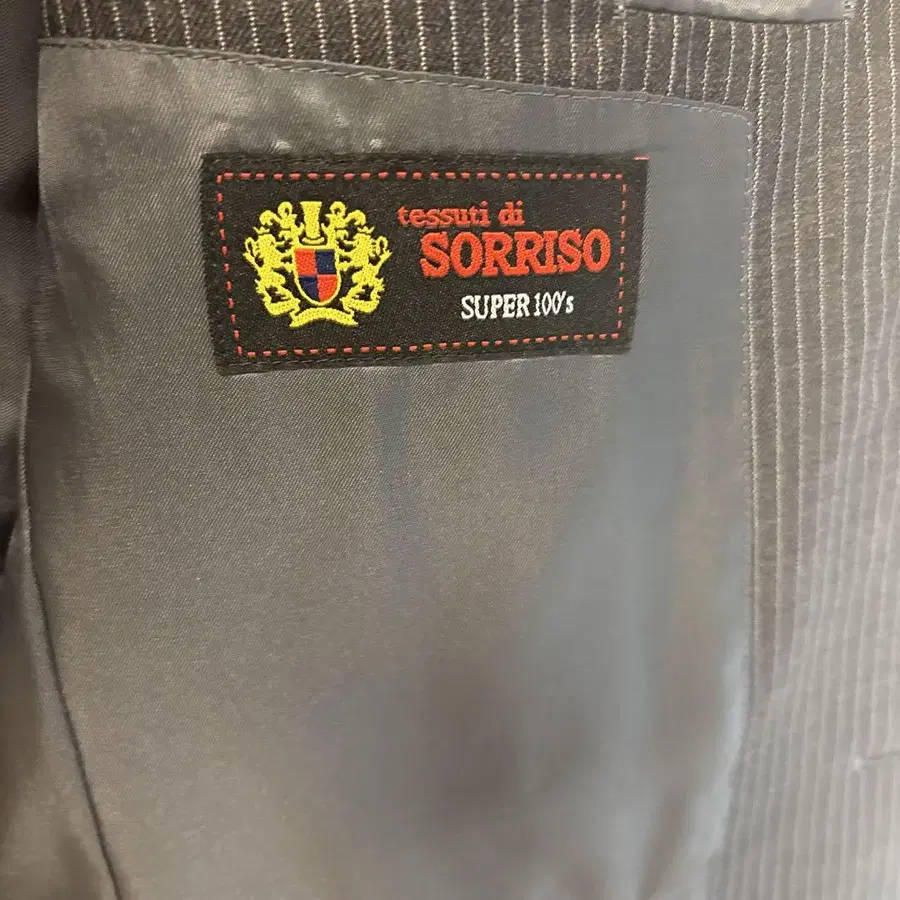 tessuti di
SORRISO
SUPER 100's